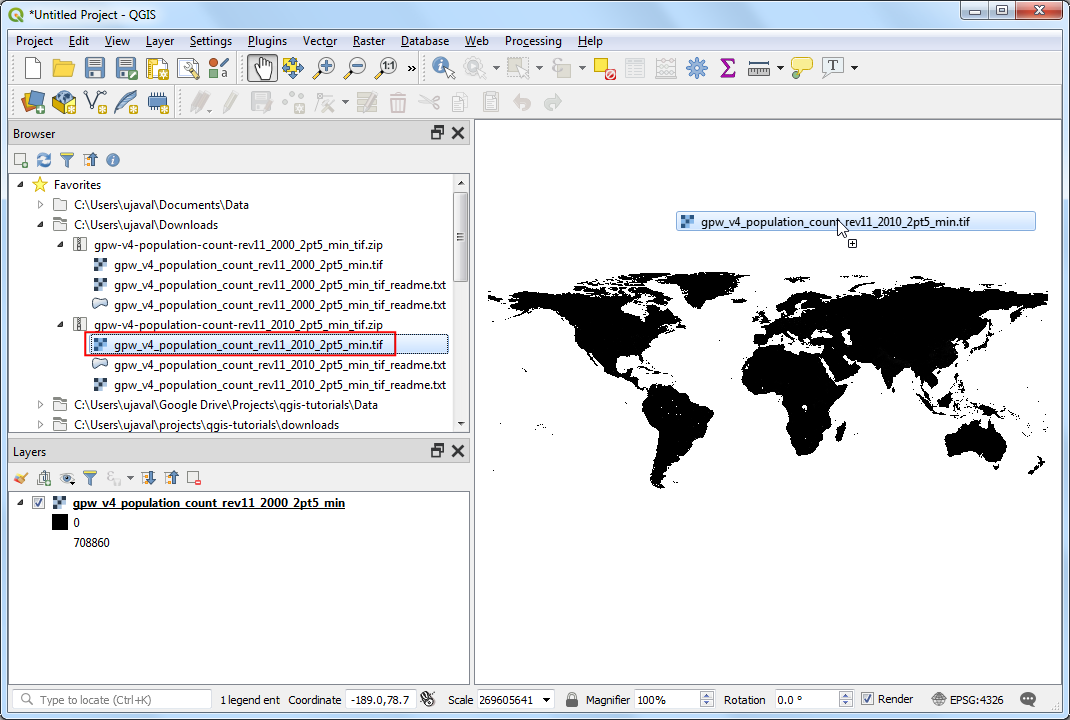 *Untitled Project - QGIS
Project Edit View Layer Settings Plugins Vector Raster Database Web Processing Help
1:1 »
T
Browser
Favorites
C:\Users\ujaval\Documents\Data
C:\Users\ujaval\Downloads
gpw-v4-population-count-rev11_2000_2pt5_min_tif.zip
gpw_v4_population_count_rev11_2000_2pt5_min.tif
gpw_v4_population_count_rev11_2000_2pt5_min_tif_readme.txt
gpw_v4_population_count_rev11_2000_2pt5_min_tif_readme.txt
gpw-v4-population-count-rev11_2010_2pt5_min_tif.zip
gpw_v4_population_count_rev11_2010_2pt5_min.tif
gpw_v4_population_count_rev11_2010_2pt5_min_tif_readme.txt
gpw_v4_population_count_rev11_2010_2pt5_min_tif_readme.txt
C:\Users\ujaval\Google Drive\Projects\qgis-tutorials\Data
C:\Users\ujaval\projects\qgis-tutorials\downloads
gpw_v4_population_count_rev11_2010_2pt5_min.tif
Layers
gpw_v4_population_count_rev11_2000_2pt5_min
0
708860
Type to locate (Ctrl+K) 1 legend ent Coordinate -189.0,78.7 Scale 269605641 Magnifier 100% Rotation 0.0 ° Render EPSG:4326